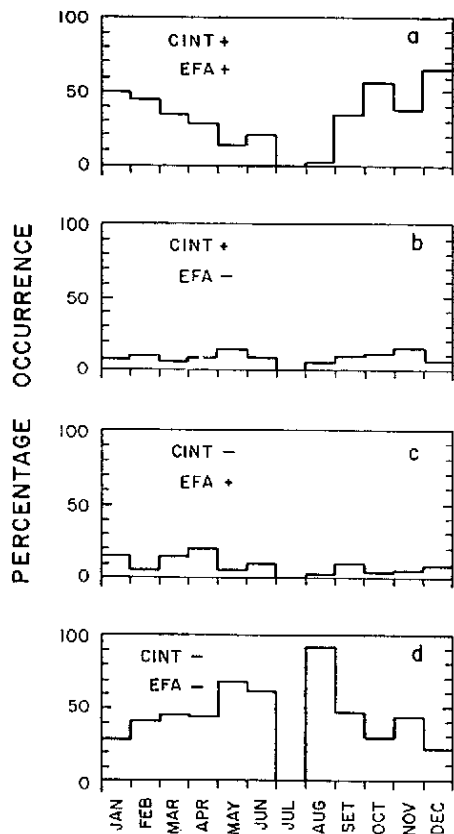 PERCENTAGE OCCURRENCE
100
50
0
CINT +
EFA +
a
100
50
0
CINT +
EFA −
b
100
50
0
CINT −
EFA +
c
100
50
0
CINT −
EFA −
d
JAN
FEB
MAR
APR
MAY
JUN
JUL
AUG
SET
OCT
NOV
DEC